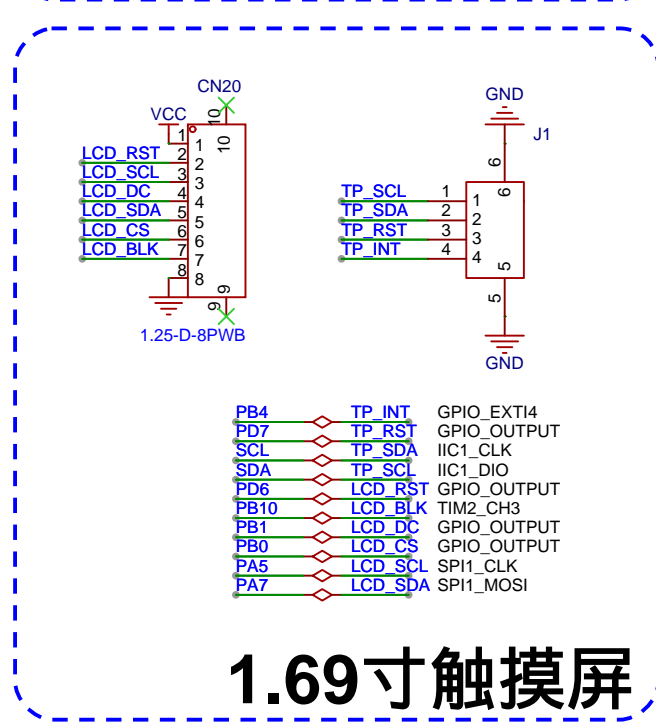 CN20
VCC
10
10
1 1
LCD_RST 2 2
LCD_SCL 3 3
LCD_DC 4 4
LCD_SDA 5 5
LCD_CS 6 6
LCD_BLK 7 7
8 8
9 9
1.25-D-8PWB
GND
J1
6 6
TP_SCL 1 1
TP_SDA 2 2
TP_RST 3 3
TP_INT 4 4
5 5
GND
PB4 TP_INT GPIO_EXTI4
PD7 TP_RST GPIO_OUTPUT
SCL TP_SDA IIC1_CLK
SDA TP_SCL IIC1_DIO
PD6 LCD_RST GPIO_OUTPUT
PB10 LCD_BLK TIM2_CH3
PB1 LCD_DC GPIO_OUTPUT
PB0 LCD_CS GPIO_OUTPUT
PA5 LCD_SCL SPI1_CLK
PA7 LCD_SDA SPI1_MOSI
1.69寸触摸屏